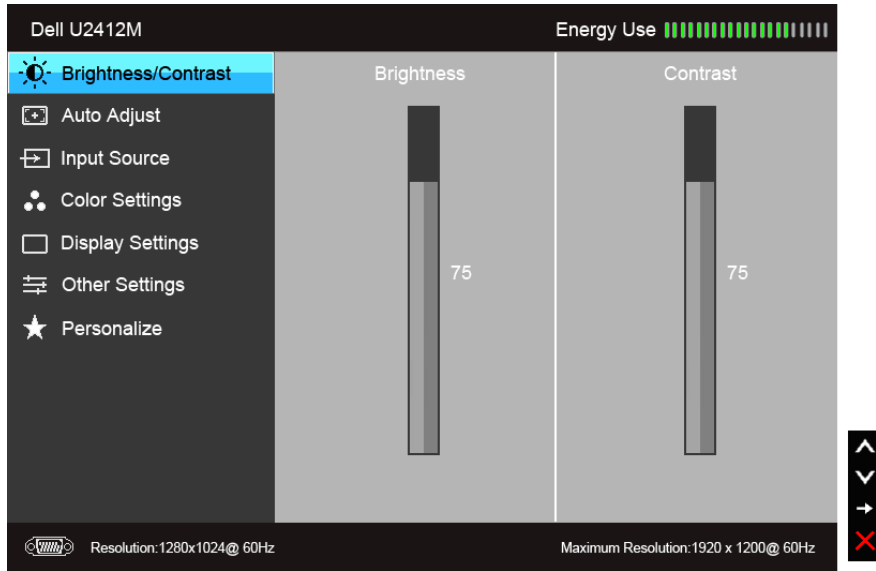 Dell U2412M
Energy Use
Brightness/Contrast
Brightness
Contrast
Auto Adjust
Input Source
Color Settings
Display Settings
75
75
Other Settings
Personalize
Resolution:1280x1024@ 60Hz
Maximum Resolution:1920 x 1200@ 60Hz